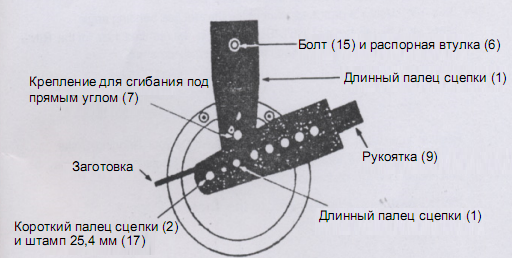 Болт (15) и распорная втулка (6)
Крепление для сгибания под
прямым углом (7)
Длинный палец сцепки (1)
Заготовка
Рукоятка (9)
Короткий палец сцепки (2)
и штамп 25,4 мм (17)
Длинный палец сцепки (1)